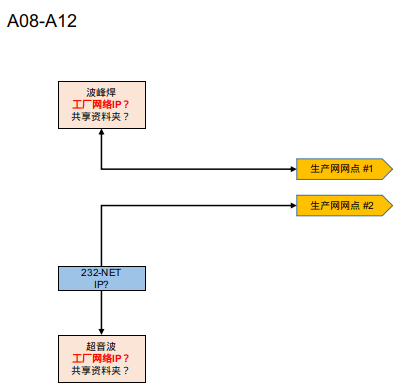 A08-A12
波峰焊
工厂网络IP？
共享资料夹？
生产网网点 #1
生产网网点 #2
232-NET
IP?
超音波
工厂网络IP？
共享资料夹？